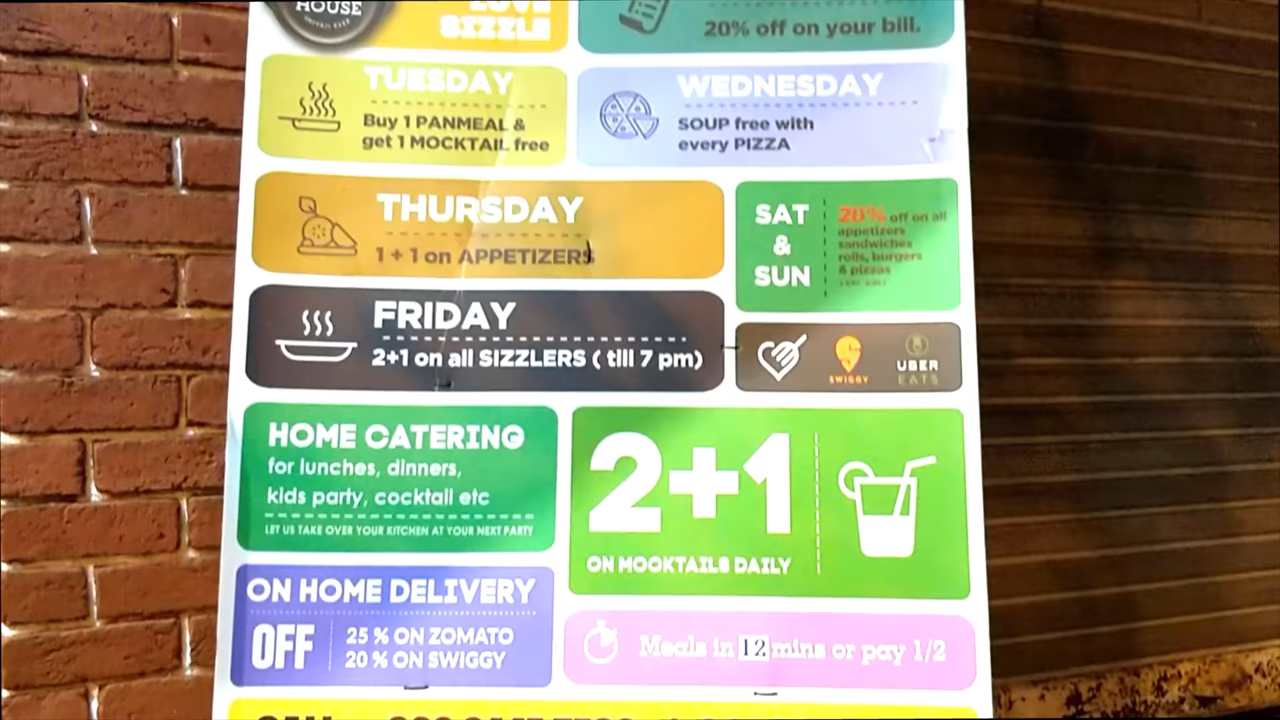 HOUSE
LOVE
SIZZLE
20% off on your bill.
TUESDAY
Buy 1 PANMEAL &
get 1 MOCKTAIL free
WEDNESDAY
SOUP free with
every PIZZA
THURSDAY
1 + 1 on APPETIZERS
SAT
&
SUN
20% off on all
appetizers
sandwiches
rolls, burgers
& pizzas
FRIDAY
2+1 on all SIZZLERS ( till 7 pm)
SWIGGY
UBER
EATS
HOME CATERING
for lunches, dinners,
kids party, cocktail etc
LET US TAKE OVER YOUR KITCHEN AT YOUR NEXT PARTY
2+1
ON MOCKTAILS DAILY
ON HOME DELIVERY
OFF
25 % ON ZOMATO
20 % ON SWIGGY
Meals in 12 mins or pay 1/2